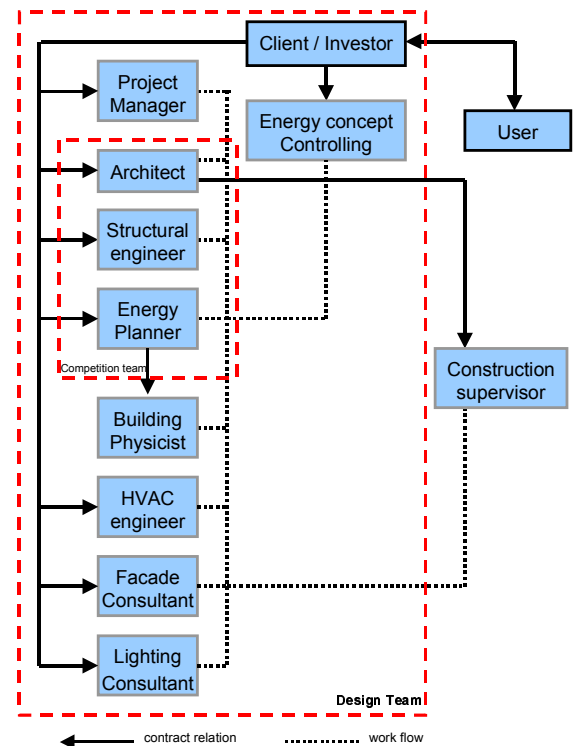 Client / Investor
Project
Manager
Energy concept
Controlling
User
Architect
Structural
engineer
Energy
Planner
Competition team
Construction
supervisor
Building
Physicist
HVAC
engineer
Facade
Consultant
Lighting
Consultant
Design Team
contract relation
work flow